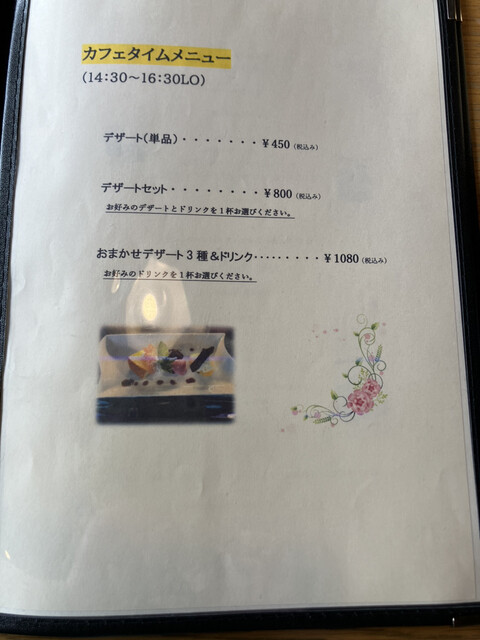 カフェタイムメニュー
(14:30～16:30LO)
デザート(単品)・・・・・・・¥450(税込み)
デザートセット・・・・・・・・¥800(税込み)
お好みのデザートとドリンクを1杯お選びください。
おまかせデザート3種&ドリンク・・・・・・・・・¥1080(税込み)
お好みのドリンクを1杯お選びください。